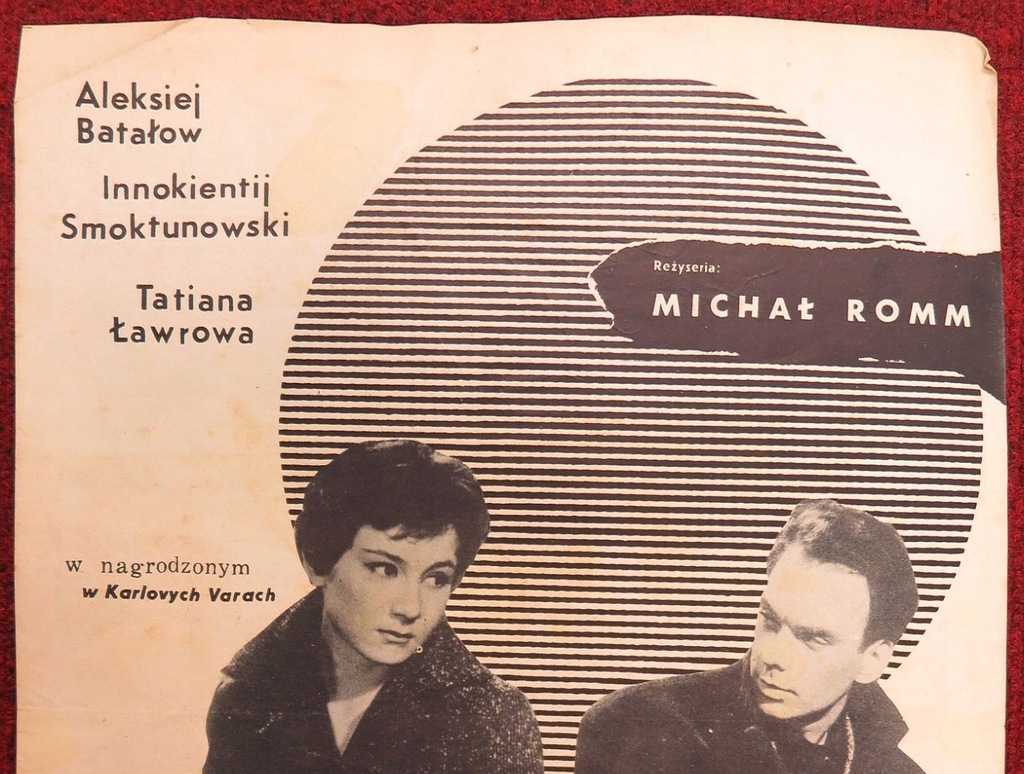 Aleksiej
Batałow
Innokientij
Smoktunowski
Tatiana
Ławrowa
Reżyseria:
MICHAŁ ROMM
w nagrodzonym
w Karlovych Varach